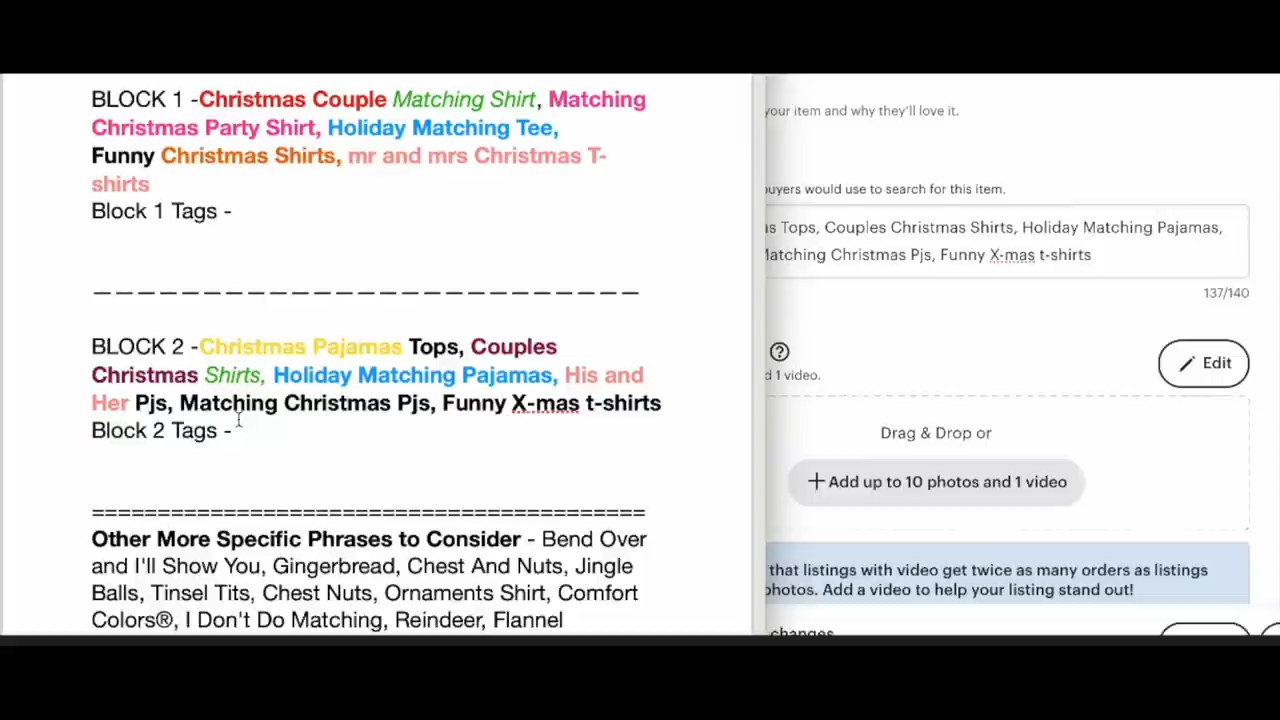 BLOCK 1 -Christmas Couple Matching Shirt, Matching
Christmas Party Shirt, Holiday Matching Tee,
Funny Christmas Shirts, mr and mrs Christmas T-
shirts
Block 1 Tags -
————————————————————————
BLOCK 2 -Christmas Pajamas Tops, Couples
Christmas Shirts, Holiday Matching Pajamas, His and
Her Pjs, Matching Christmas Pjs, Funny X-mas t-shirts
Block 2 Tags -
==========================================
Other More Specific Phrases to Consider - Bend Over
and I'll Show You, Gingerbread, Chest And Nuts, Jingle
Balls, Tinsel Tits, Chest Nuts, Ornaments Shirt, Comfort
Colors®, I Don't Do Matching, Reindeer, Flannel
your item and why they'll love it.
buyers would use to search for this item.
as Tops, Couples Christmas Shirts, Holiday Matching Pajamas,
Matching Christmas Pjs, Funny X-mas t-shirts
137/140
?
d 1 video.
Edit
Drag & Drop or
+Add up to 10 photos and 1 video
that listings with video get twice as many orders as listings
photos. Add a video to help your listing stand out!
changes